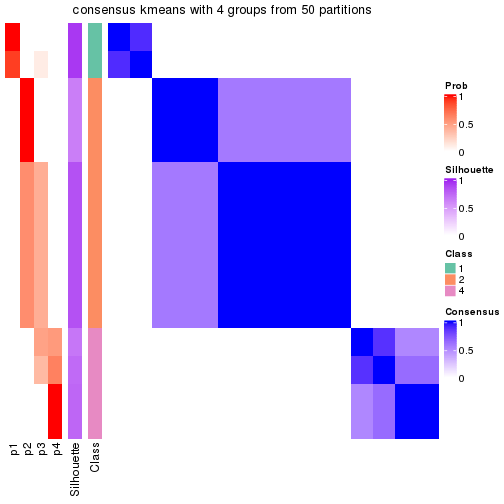 consensus kmeans with 4 groups from 50 partitions
Prob
1
0.5
0
Silhouette
1
0.5
0
Class
1
2
4
Consensus
1
0.5
0
p1
p2
p3
p4
Silhouette
Class